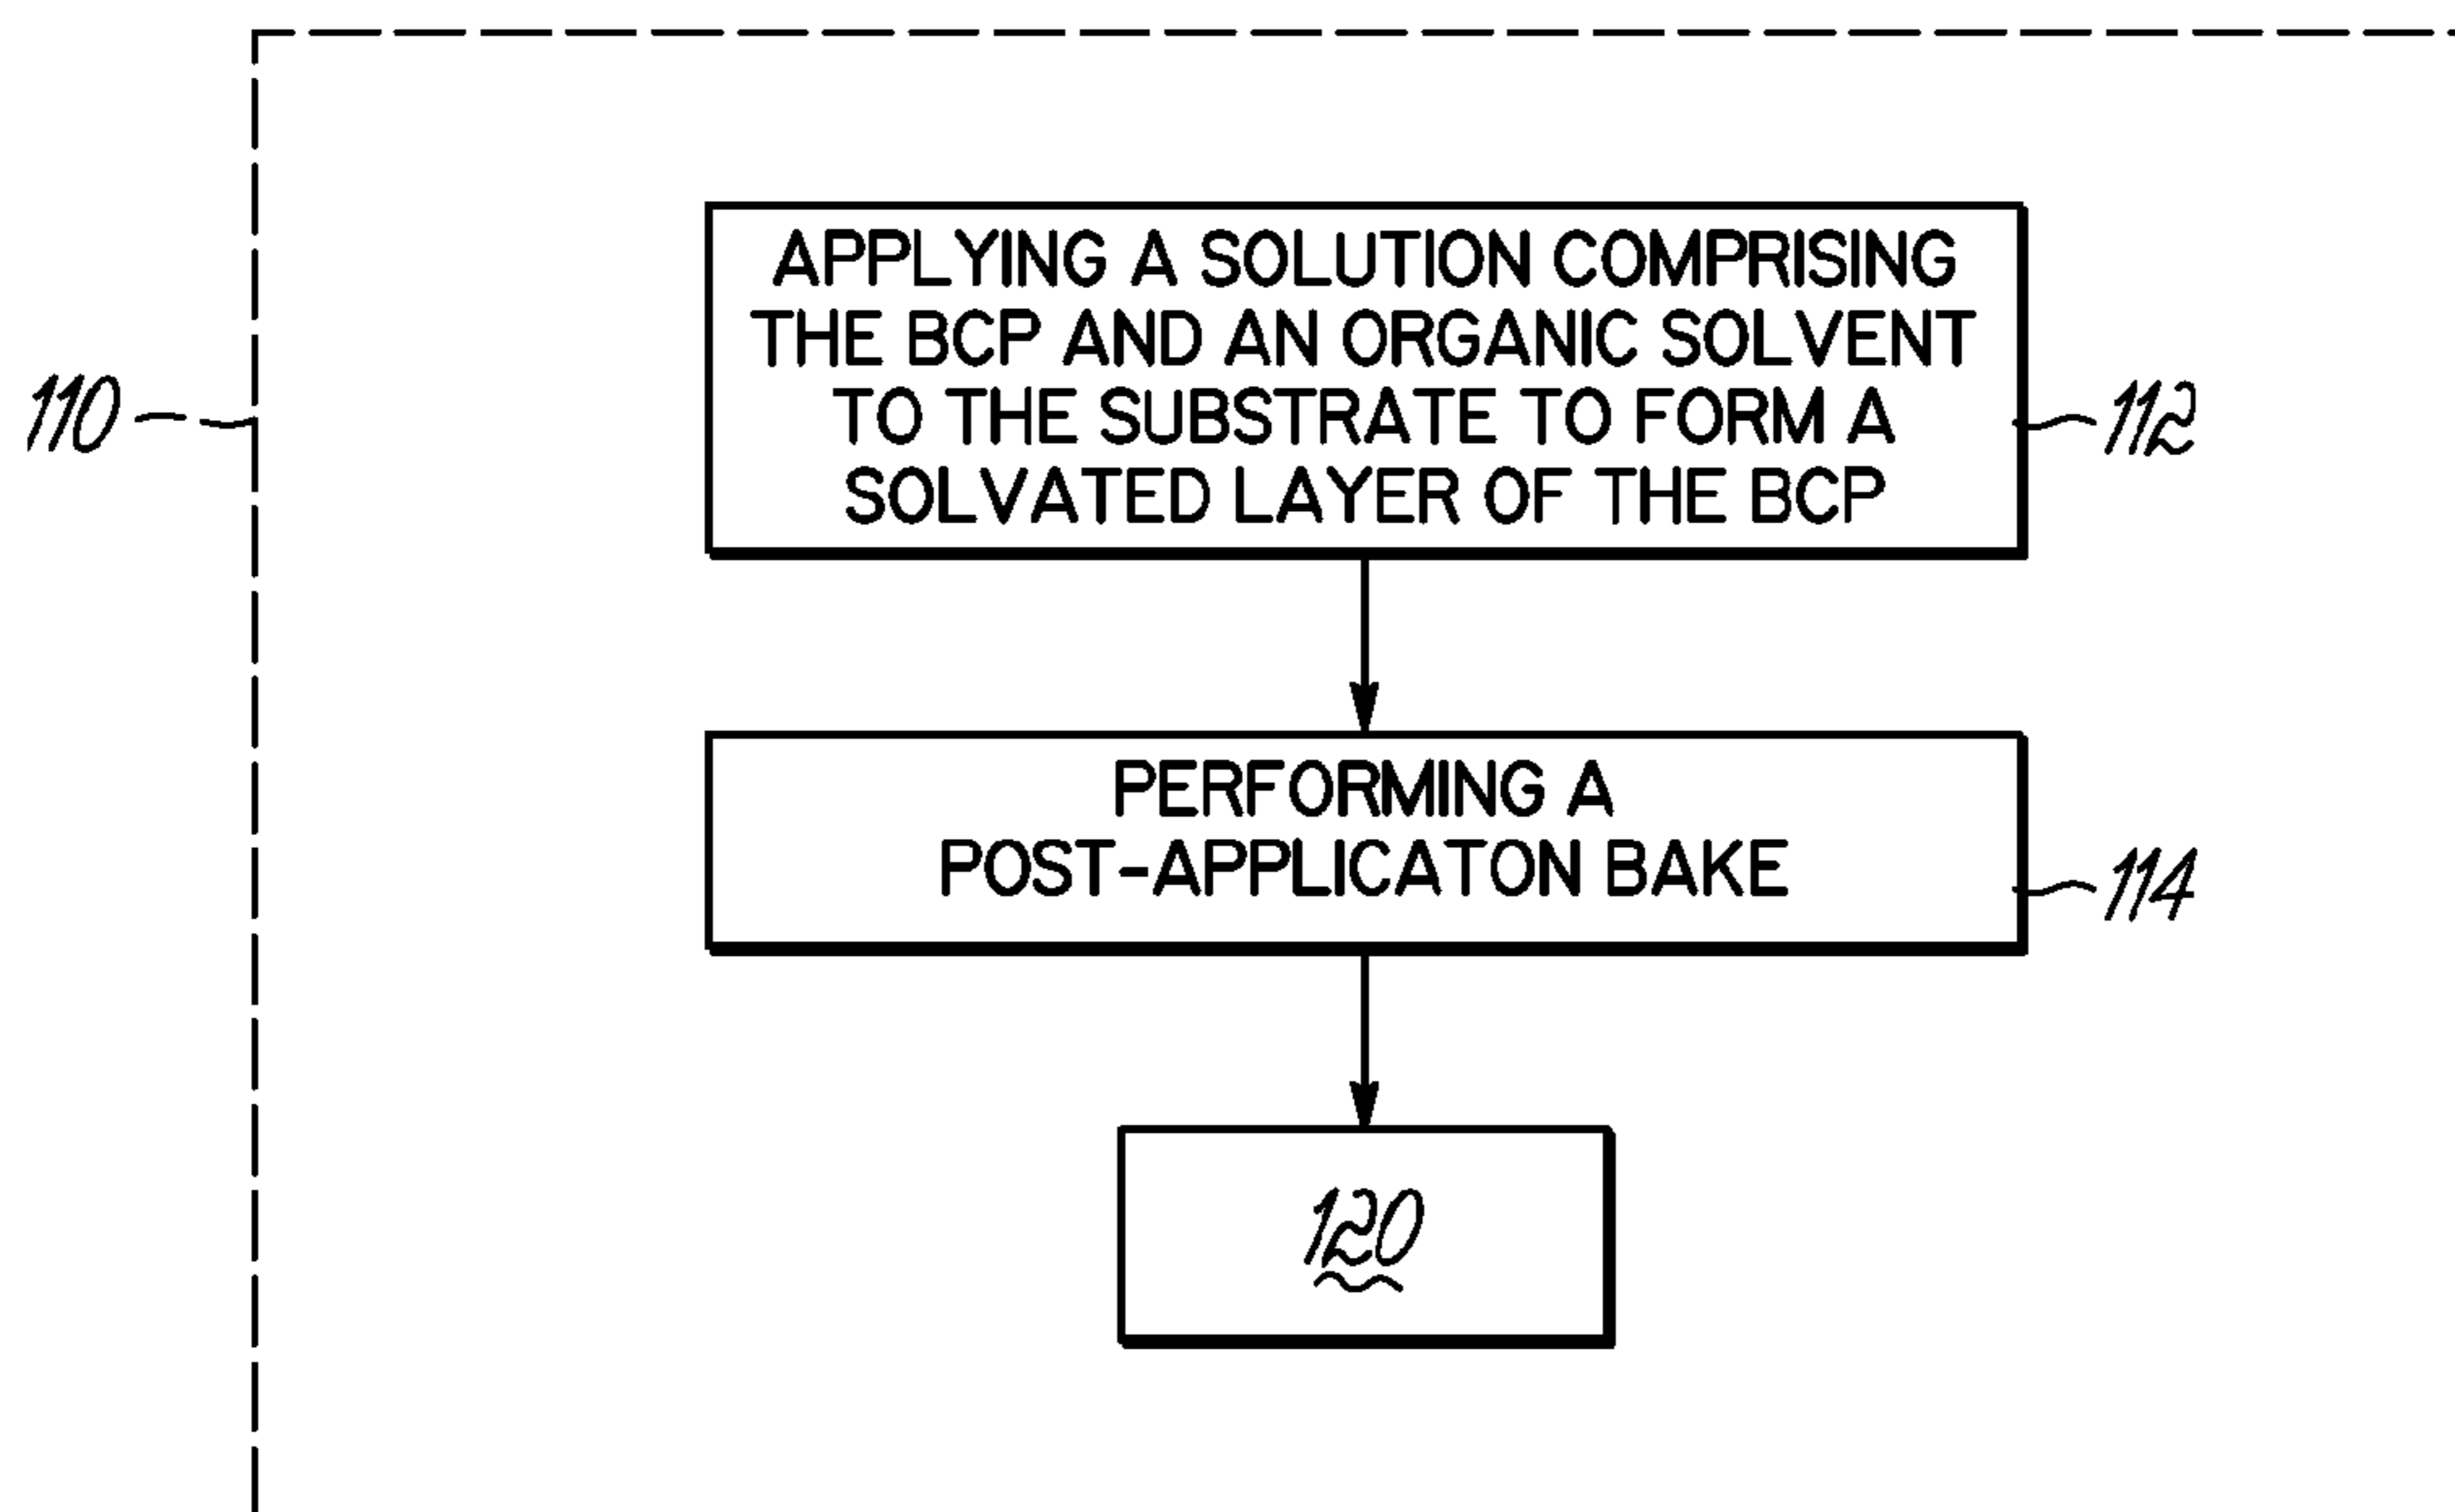 APPLYING A SOLUTION COMPRISING
THE BCP AND AN ORGANIC SOLVENT
TO THE SUBSTRATE TO FORM A
SOLVATED LAYER OF THE BCP
110
112
PERFORMING A
POST-APPLICATON BAKE
114
120